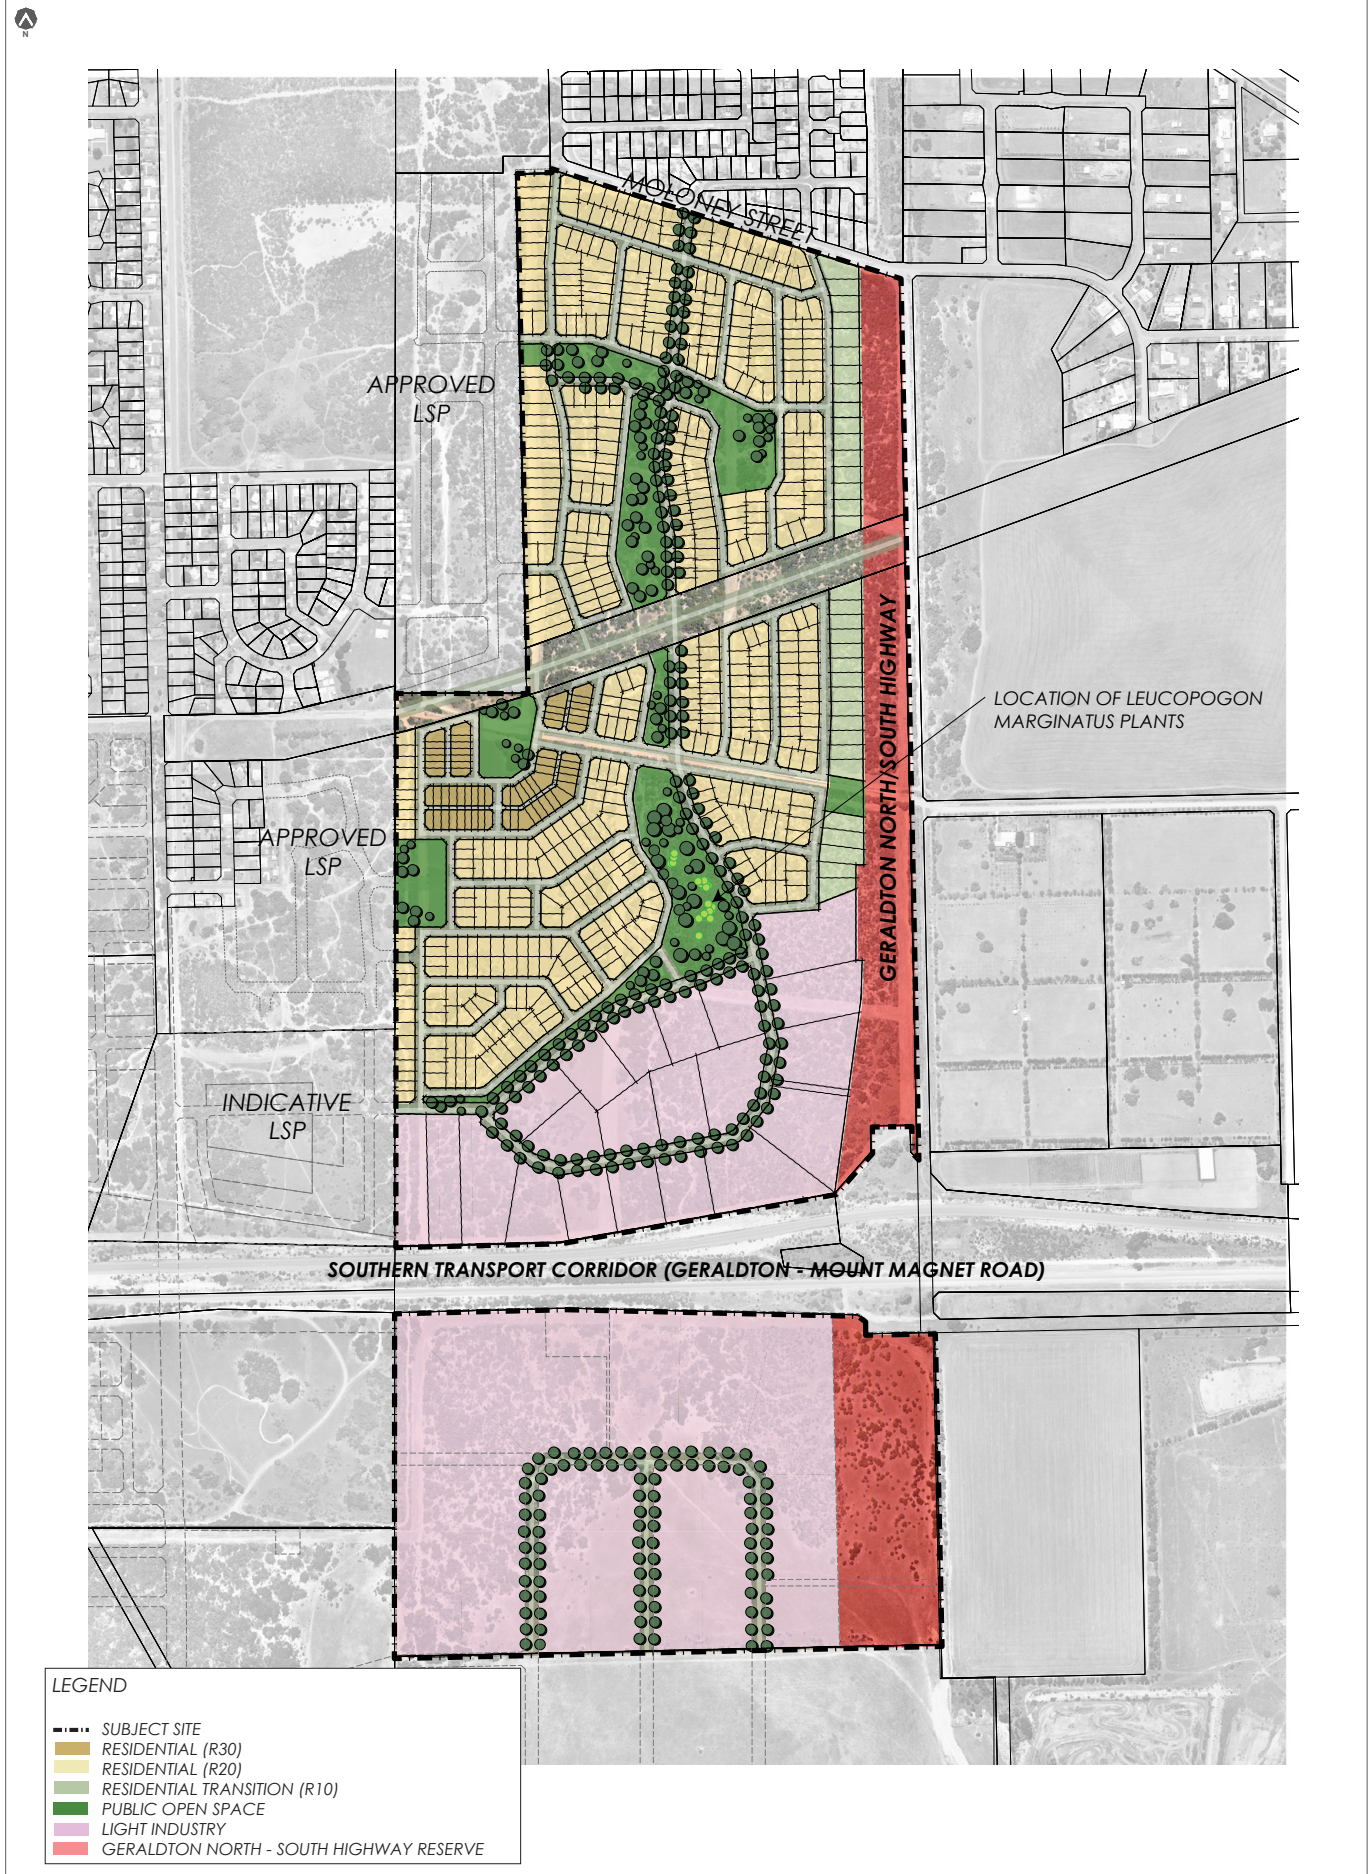 N
MOLONEY STREET
APPROVED
LSP
GERALDTON NORTH/SOUTH HIGHWAY
LOCATION OF LEUCOPOGON
MARGINATUS PLANTS
APPROVED
LSP
INDICATIVE
LSP
SOUTHERN TRANSPORT CORRIDOR (GERALDTON - MOUNT MAGNET ROAD)
LEGEND
SUBJECT SITE
RESIDENTIAL (R30)
RESIDENTIAL (R20)
RESIDENTIAL TRANSITION (R10)
PUBLIC OPEN SPACE
LIGHT INDUSTRY
GERALDTON NORTH - SOUTH HIGHWAY RESERVE